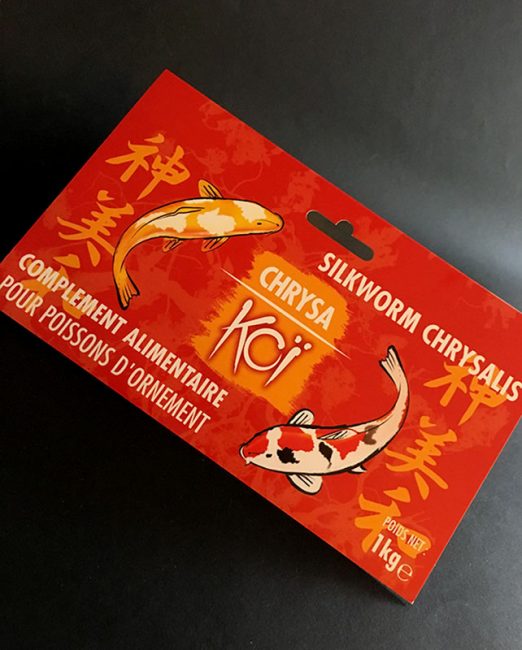 神
美
和
COMPLEMENT ALIMENTAIRE
POUR POISSONS D'ORNEMENT
CHRYSA
KOÏ
SILKWORM CHRYSALIS
神
美
和
POIDS NET:
1kg℮